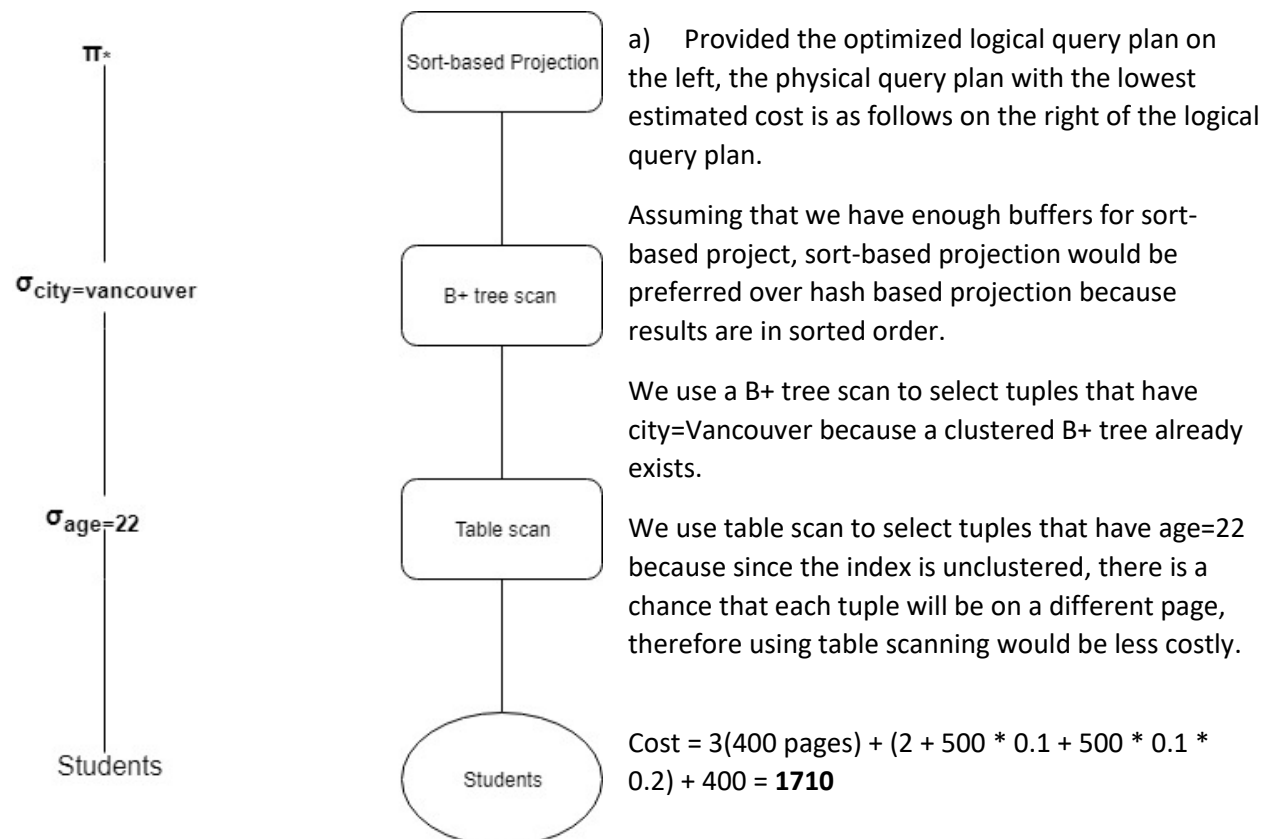 π*
σcity=vancouver
σage=22
Students
Sort-based Projection
B+ tree scan
Table scan
Students
a) Provided the optimized logical query plan on
the left, the physical query plan with the lowest
estimated cost is as follows on the right of the logical
query plan.
Assuming that we have enough buffers for sort-
based project, sort-based projection would be
preferred over hash based projection because
results are in sorted order.
We use a B+ tree scan to select tuples that have
city=Vancouver because a clustered B+ tree already
exists.
We use table scan to select tuples that have age=22
because since the index is unclustered, there is a
chance that each tuple will be on a different page,
therefore using table scanning would be less costly.
Cost = 3(400 pages) + (2 + 500 * 0.1 + 500 * 0.1 *
0.2) + 400 = 1710